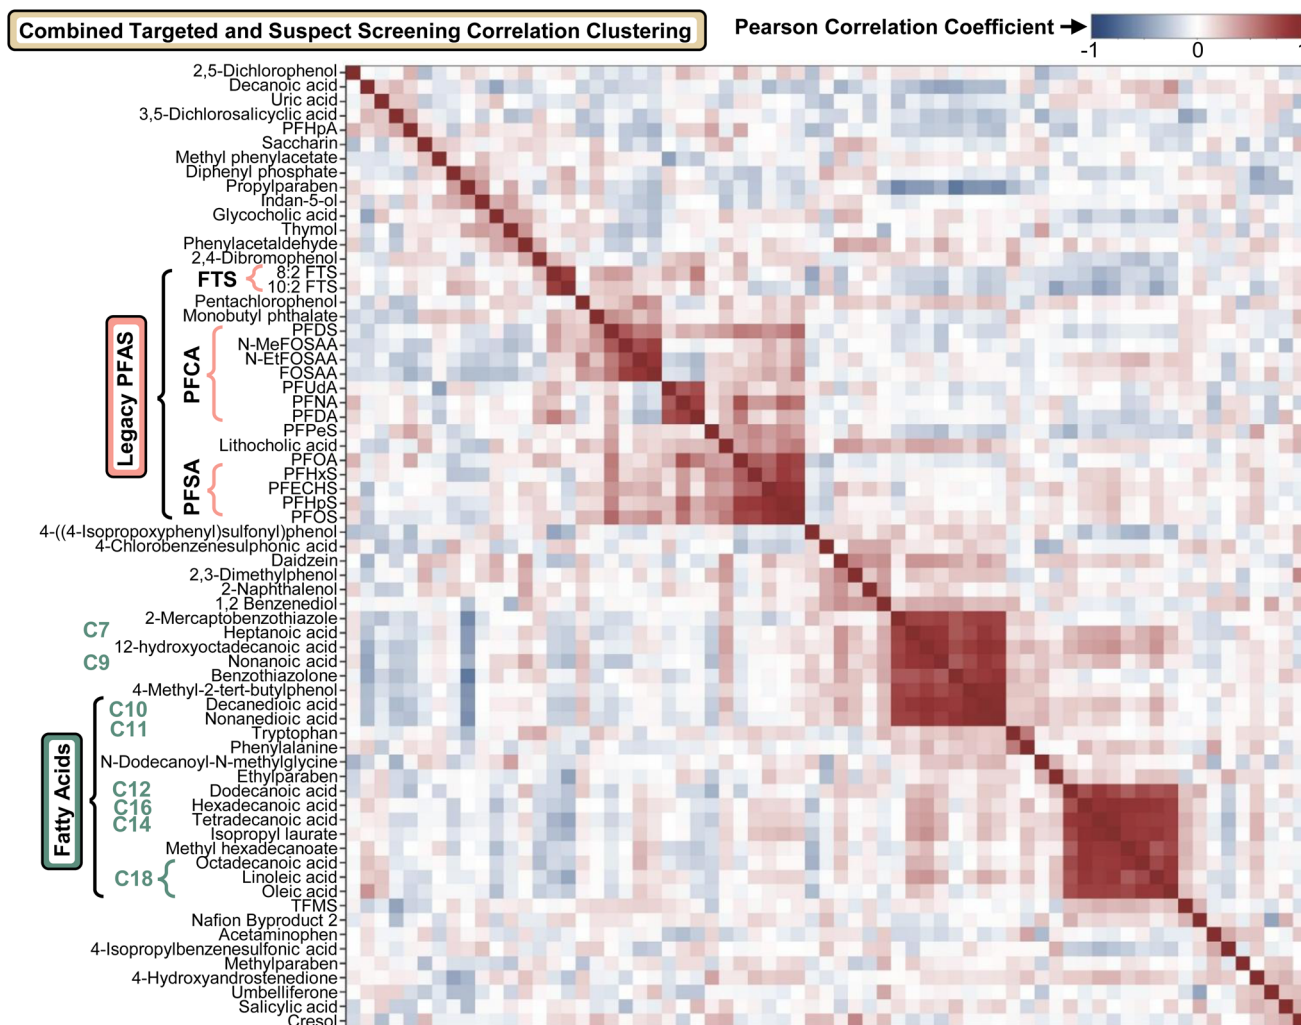 Combined Targeted and Suspect Screening Correlation Clustering
Pearson Correlation Coefficient
-1
0
1
2,5-Dichlorophenol
Decanoic acid
Uric acid
3,5-Dichlorosalicyclic acid
PFHpA
Saccharin
Methyl phenylacetate
Diphenyl phosphate
Propylparaben
Indan-5-ol
Glycocholic acid
Thymol
Phenylacetaldehyde
2,4-Dibromophenol
8:2 FTS
10:2 FTS
Pentachlorophenol
Monobutyl phthalate
PFDS
N-MeFOSAA
N-EtFOSAA
FOSAA
PFUdA
PFNA
PFDA
PFPeS
Lithocholic acid
PFOA
PFHxS
PFECHS
PFHpS
PFOS
4-((4-Isopropoxyphenyl)sulfonyl)phenol
4-Chlorobenzenesulphonic acid
Daidzein
2,3-Dimethylphenol
2-Naphthalenol
1,2 Benzenediol
2-Mercaptobenzothiazole
Heptanoic acid
12-hydroxyoctadecanoic acid
Nonanoic acid
Benzothiazolone
4-Methyl-2-tert-butylphenol
Decanedioic acid
Nonanedioic acid
Tryptophan
Phenylalanine
N-Dodecanoyl-N-methylglycine
Ethylparaben
Dodecanoic acid
Hexadecanoic acid
Tetradecanoic acid
Isopropyl laurate
Methyl hexadecanoate
Octadecanoic acid
Linoleic acid
Oleic acid
TFMS
Nafion Byproduct 2
Acetaminophen
4-Isopropylbenzenesulfonic acid
Methylparaben
4-Hydroxyandrostenedione
Umbelliferone
Salicylic acid
Cresol
Legacy PFAS
FTS
PFCA
PFSA
Fatty Acids
C7
C9
C10
C11
C12
C16
C14
C18